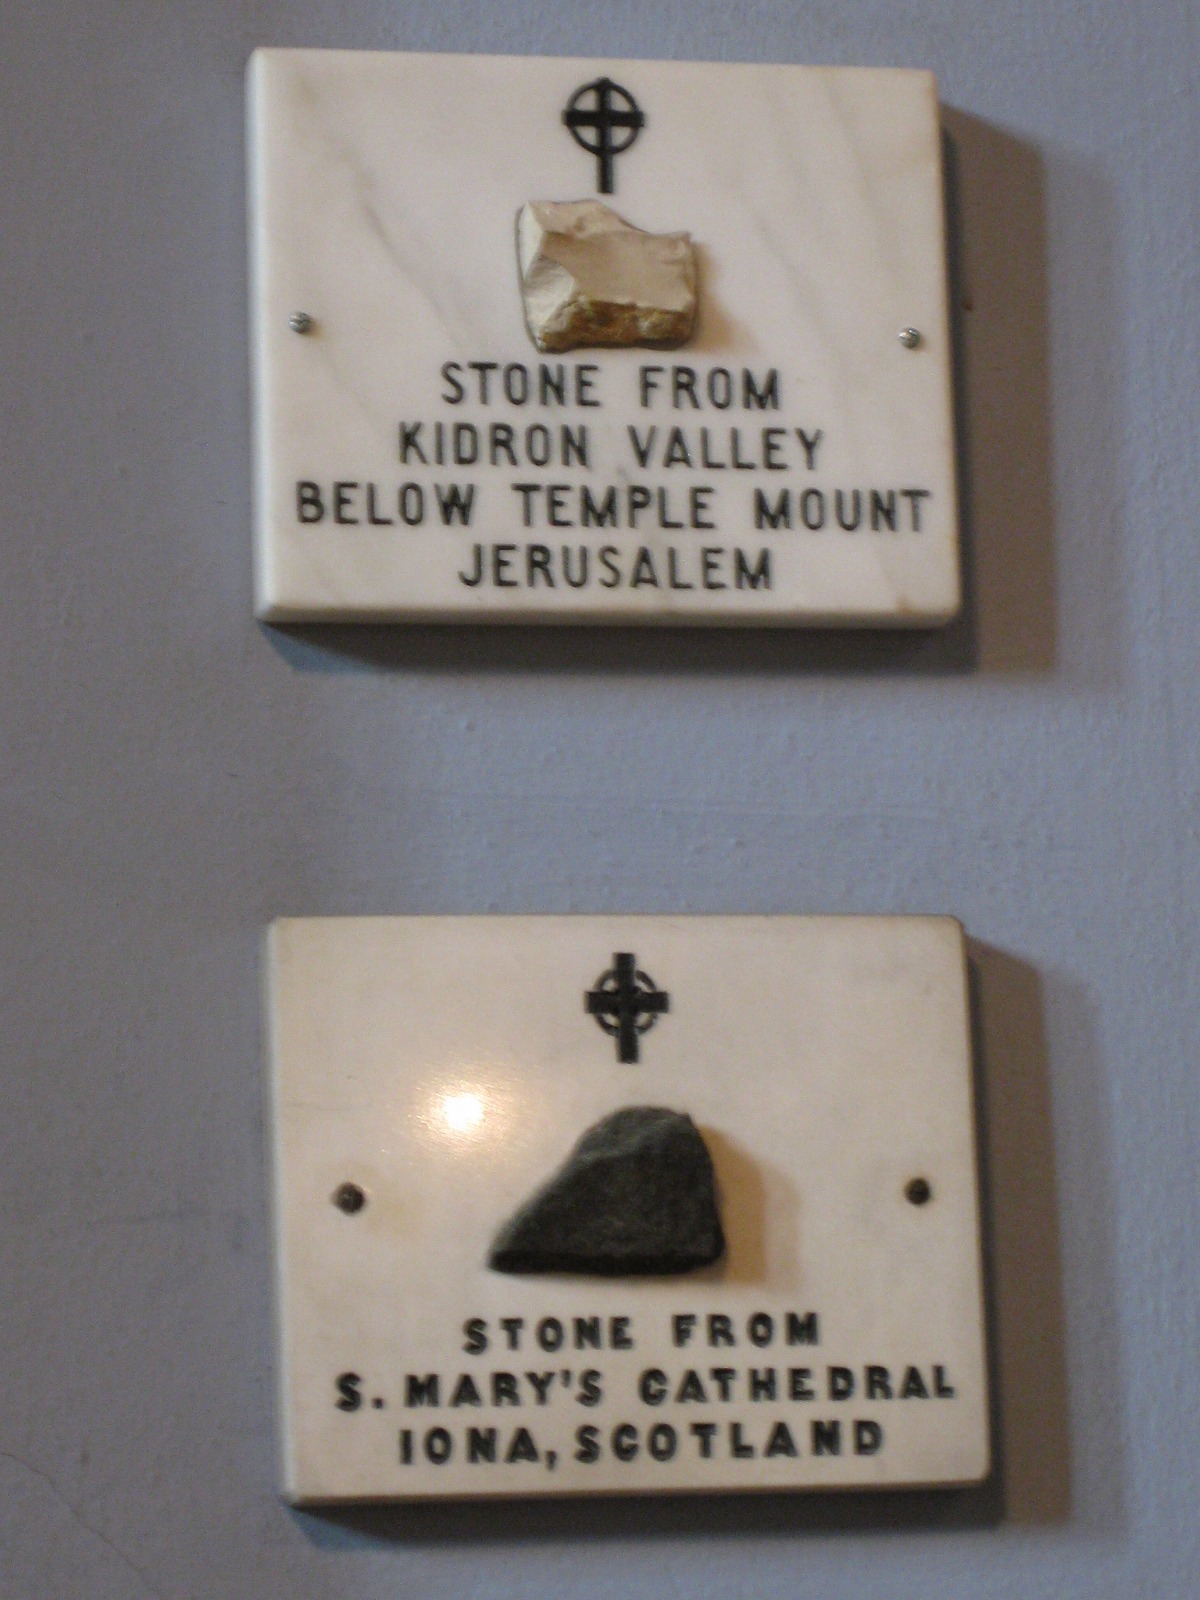 STONE FROM
KIDRON VALLEY
BELOW TEMPLE MOUNT
JERUSALEM
STONE FROM
S. MARY'S CATHEDRAL
IONA, SCOTLAND